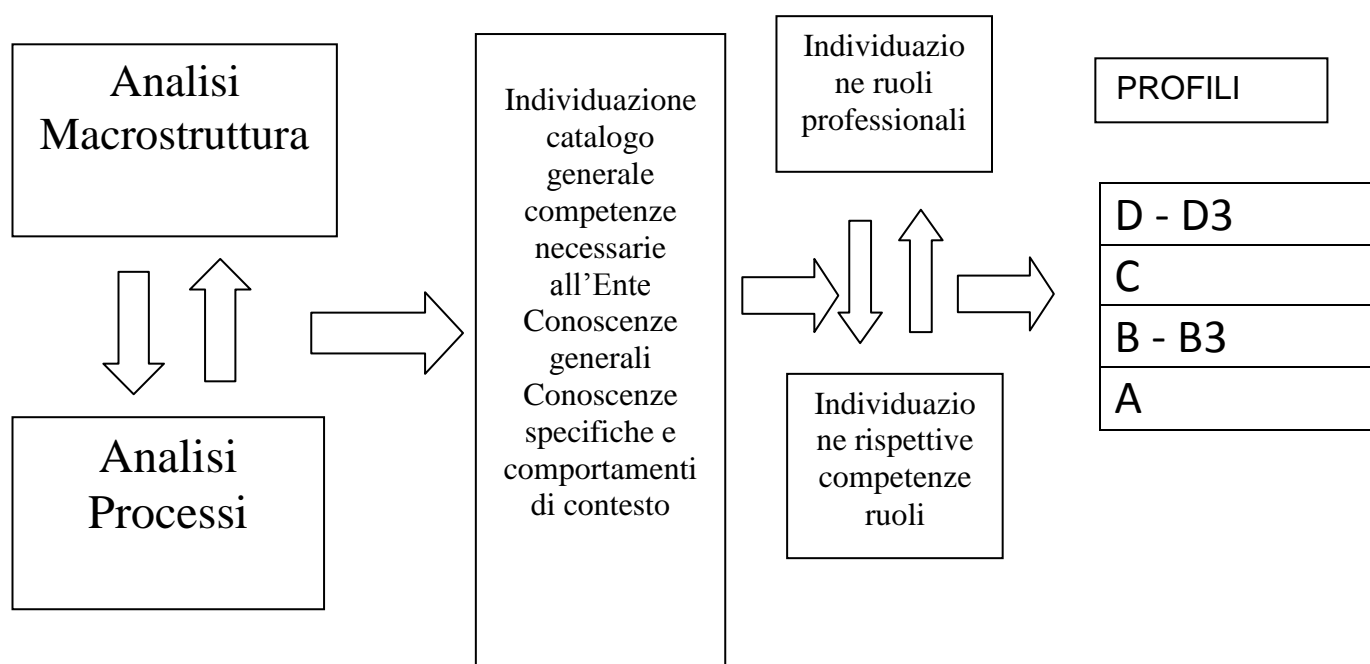 Analisi
Macrostruttura
Analisi
Processi
Individuazione
catalogo
generale
competenze
necessarie
all’Ente
Conoscenze
generali
Conoscenze
specifiche e
comportamenti
di contesto
Individuazio
ne ruoli
professionali
Individuazio
ne rispettive
competenze
ruoli
PROFILI
D - D3
C
B - B3
A